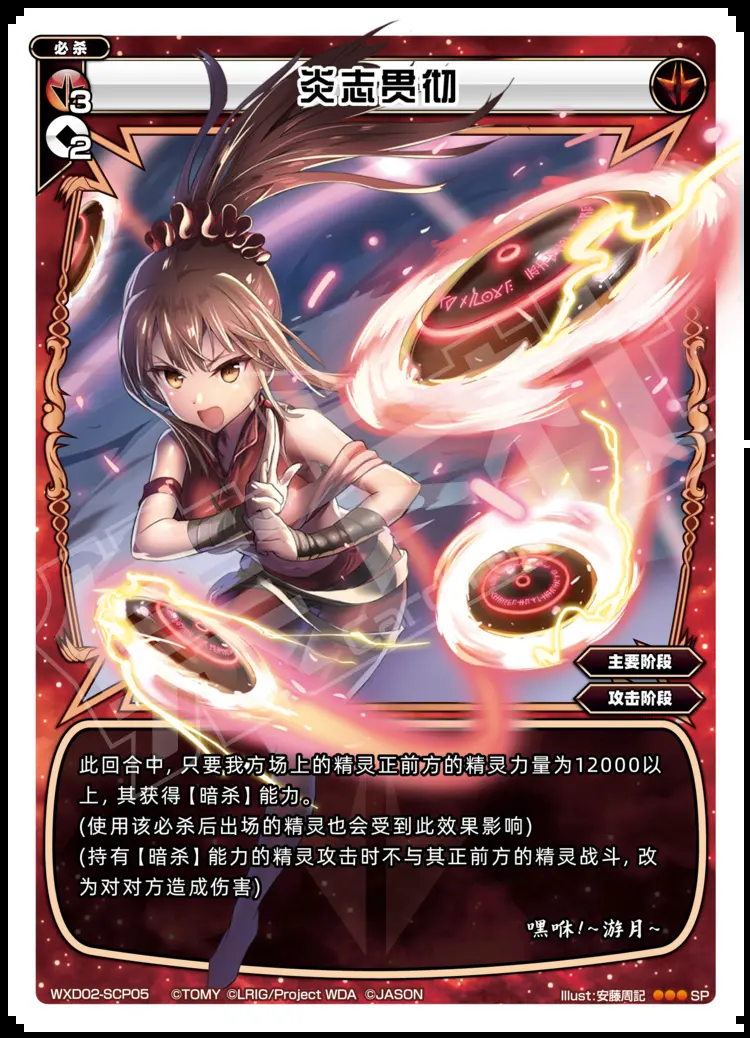 必杀
炎志贯彻
3
2
主要阶段
攻击阶段
此回合中,只要我方场上的精灵正前方的精灵力量为12000以
上,其获得【暗杀】能力。
(使用该必杀后出场的精灵也会受到此效果影响)
(持有【暗杀】能力的精灵攻击时不与其正前方的精灵战斗,改
为对对方造成伤害)
嘿咻!~游月~
WXD02-SCP05 ©TOMY ©LRIG/Project WDA ©JASON
Illust:安藤周記 SP